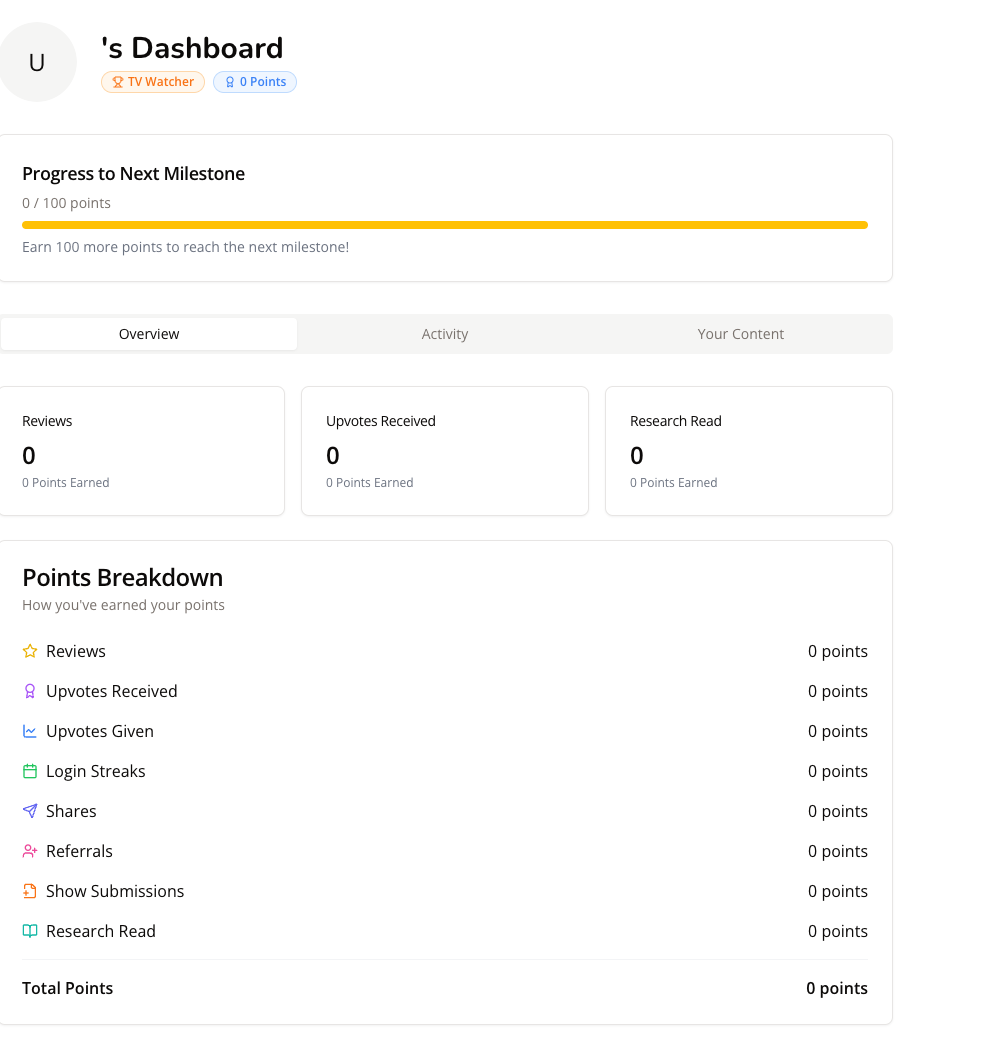 U
's Dashboard
TV Watcher
0 Points
Progress to Next Milestone
0 / 100 points
Earn 100 more points to reach the next milestone!
Overview
Activity
Your Content
Reviews
0
0 Points Earned
Upvotes Received
0
0 Points Earned
Research Read
0
0 Points Earned
Points Breakdown
How you've earned your points
Reviews 0 points
Upvotes Received 0 points
Upvotes Given 0 points
Login Streaks 0 points
Shares 0 points
Referrals 0 points
Show Submissions 0 points
Research Read 0 points
Total Points 0 points